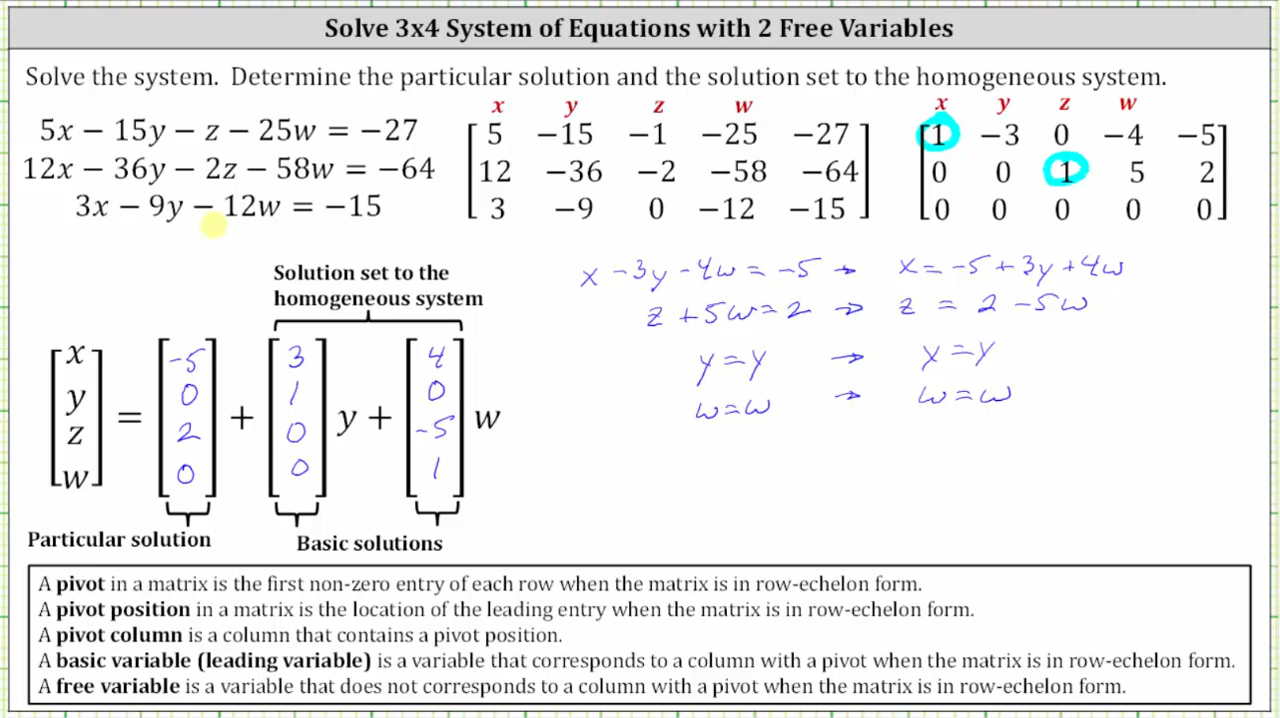 Solve 3x4 System of Equations with 2 Free Variables
Solve the system. Determine the particular solution and the solution set to the homogeneous system.
5x − 15y − z − 25w = −27
12x − 36y − 2z − 58w = −64
3x − 9y − 12w = −15
x y z w
5 −15 −1 −25 −27
12 −36 −2 −58 −64
3 −9 0 −12 −15
x y z w
1 −3 0 −4 −5
0 0 1 5 2
0 0 0 0 0
x − 3y − 4w = −5 → x = −5 + 3y + 4w
z + 5w = 2 → z = 2 − 5w
y = y → x = y
w = w → w = w
Solution set to the
homogeneous system
[x y z w] = [−5 0 2 0] + [3 1 0 0] y + [4 0 −5 1] w
Particular solution
Basic solutions
A pivot in a matrix is the first non-zero entry of each row when the matrix is in row-echelon form.
A pivot position in a matrix is the location of the leading entry when the matrix is in row-echelon form.
A pivot column is a column that contains a pivot position.
A basic variable (leading variable) is a variable that corresponds to a column with a pivot when the matrix is in row-echelon form.
A free variable is a variable that does not corresponds to a column with a pivot when the matrix is in row-echelon form.